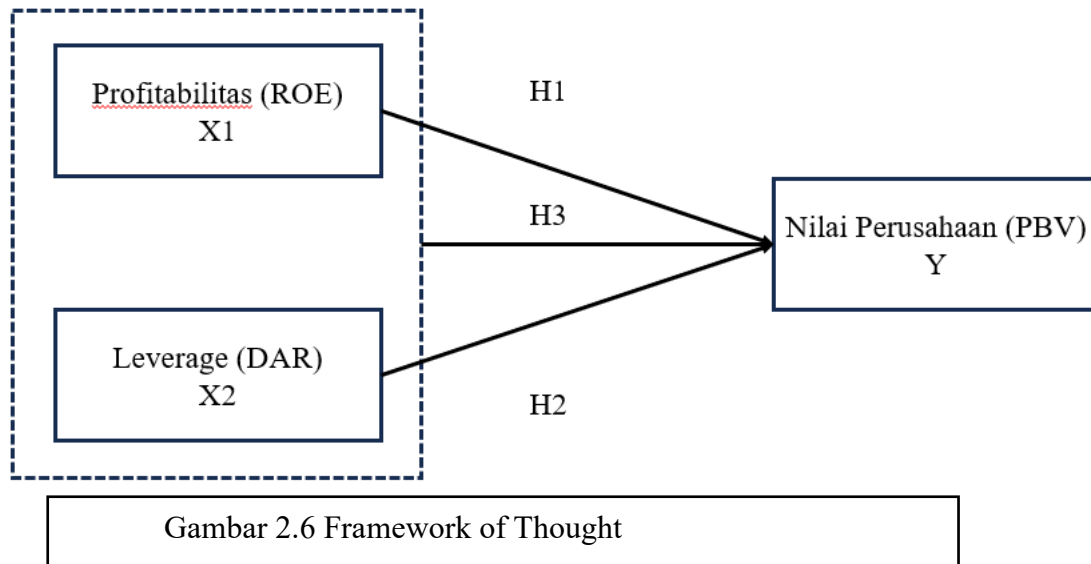 Profitabilitas (ROE)
X1
H1
H3
Nilai Perusahaan (PBV)
Y
Leverage (DAR)
X2
H2
Gambar 2.6 Framework of Thought